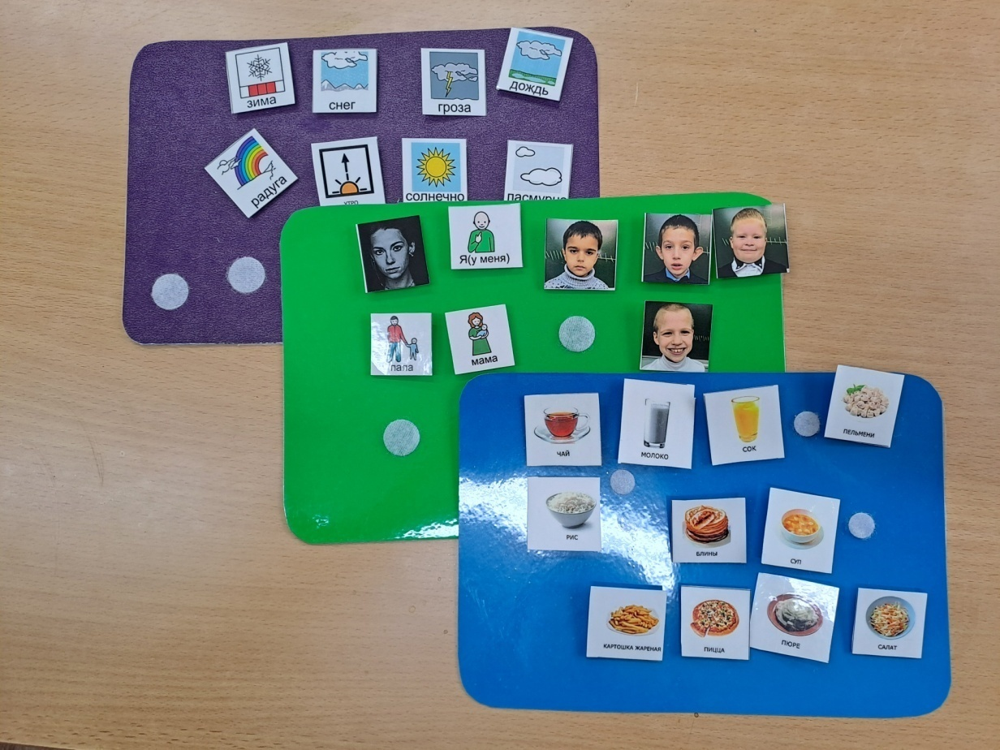 зима
снег
гроза
дождь
радуга
утро
солнечно
пасмурно
Я(у меня)
папа
мама
ЧАЙ
МОЛОКО
СОК
ПЕЛЬМЕНИ
РИС
БЛИНЫ
СУП
КАРТОШКА ЖАРЕНАЯ
ПИЦЦА
ПЮРЕ
САЛАТ